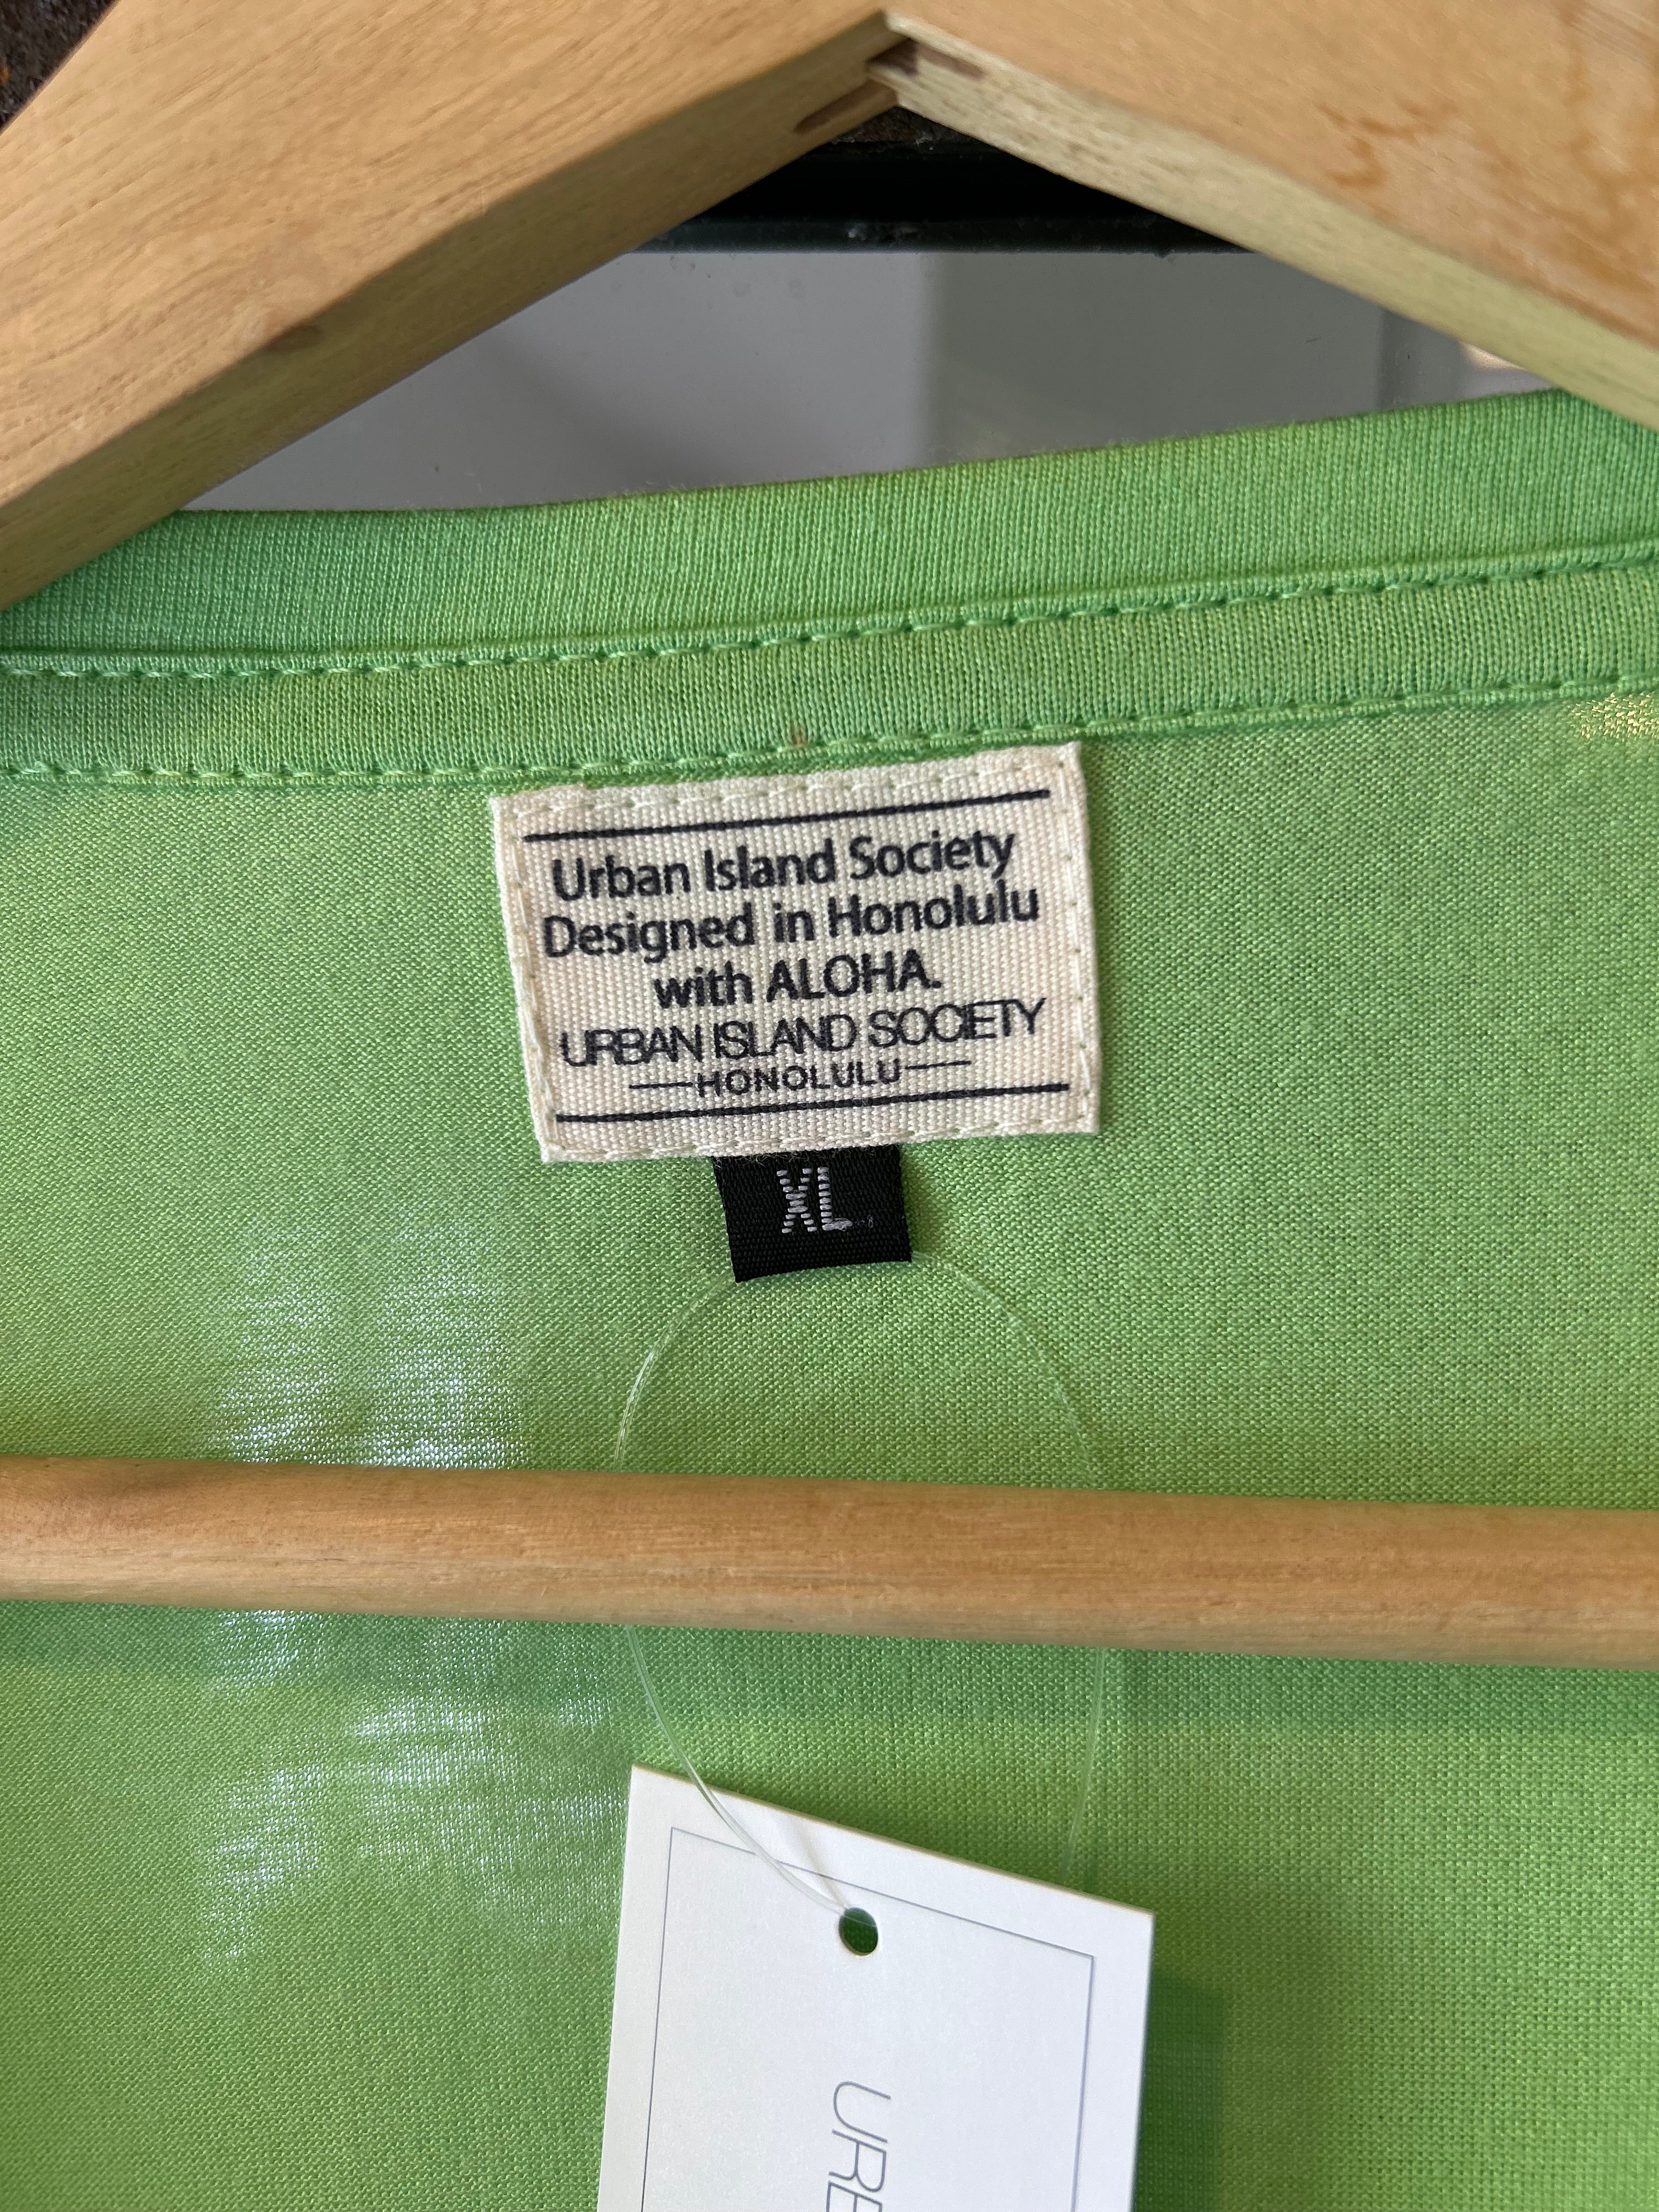 Urban Island Society
Designed in Honolulu
with ALOHA.
URBAN ISLAND SOCIETY
HONOLULU
XL
URB